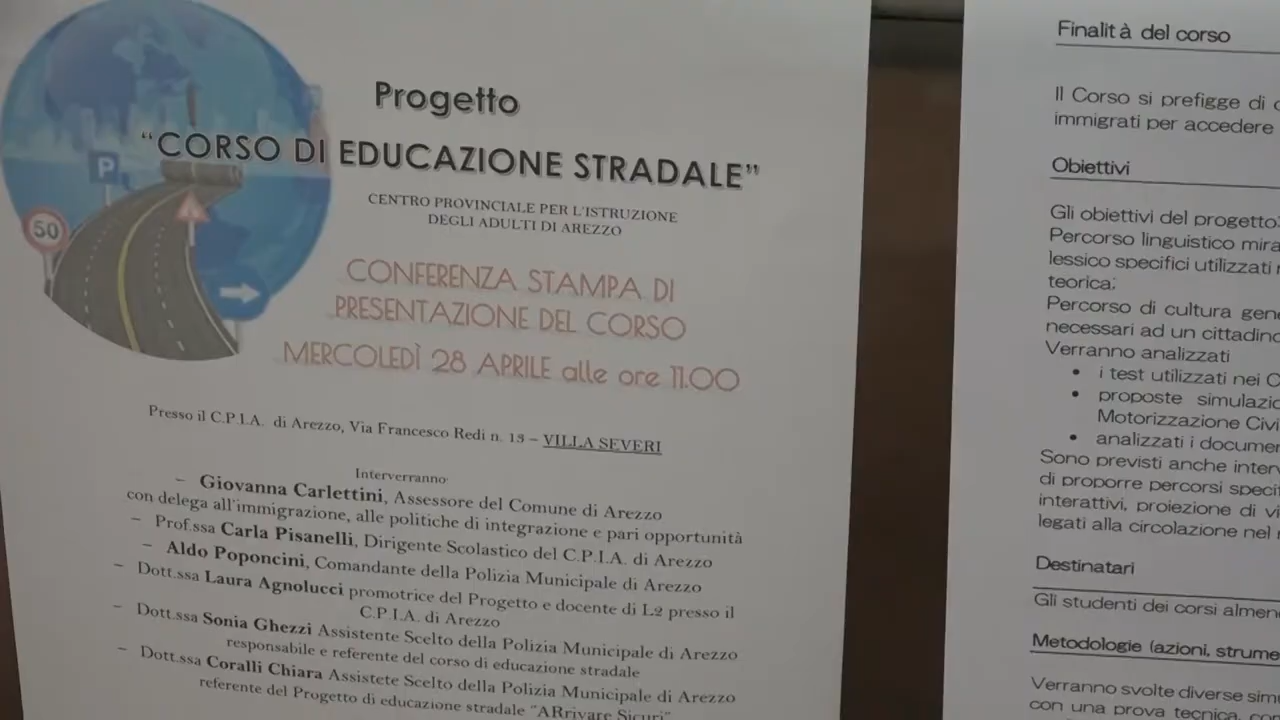 Progetto
"CORSO DI EDUCAZIONE STRADALE"
P
50
CENTRO PROVINCIALE PER L'ISTRUZIONE
DEGLI ADULTI DI AREZZO
CONFERENZA STAMPA DI
PRESENTAZIONE DEL CORSO
MERCOLEDÌ 28 APRILE alle ore 11.00
Presso il C.P.I.A. di Arezzo, Via Francesco Redi n. 13 – VILLA SEVERI
Interverranno
– Giovanna Carlettini, Assessore del Comune di Arezzo
con delega all'immigrazione, alle politiche di integrazione e pari opportunità
– Prof.ssa Carla Pisanelli, Dirigente Scolastico del C.P.I.A. di Arezzo
– Aldo Poponcini, Comandante della Polizia Municipale di Arezzo
– Dott.ssa Laura Agnolucci promotrice del Progetto e docente di L2 presso il
C.P.I.A. di Arezzo
– Dott.ssa Sonia Ghezzi Assistente Scelto della Polizia Municipale di Arezzo
responsabile e referente del corso di educazione stradale
– Dott.ssa Coralli Chiara Assistete Scelto della Polizia Municipale di Arezzo
referente del Progetto di educazione stradale "ARrivare Sicuri"
Finalità del corso
Il Corso si prefigge di
immigrati per accedere
Obiettivi
Gli obiettivi del progetto:
Percorso linguistico mira
lessico specifici utilizzati
teorica;
Percorso di cultura gene
necessari ad un cittadino
Verranno analizzati
• i test utilizzati nei C
• proposte simulazio
Motorizzazione Civi
• analizzati i documen
Sono previsti anche interv
di proporre percorsi specif
interattivi, proiezione di vi
legati alla circolazione nel
Destinatari
Gli studenti dei corsi almen
Metodologie (azioni, strume
Verranno svolte diverse sim
con una prova tecnica, co